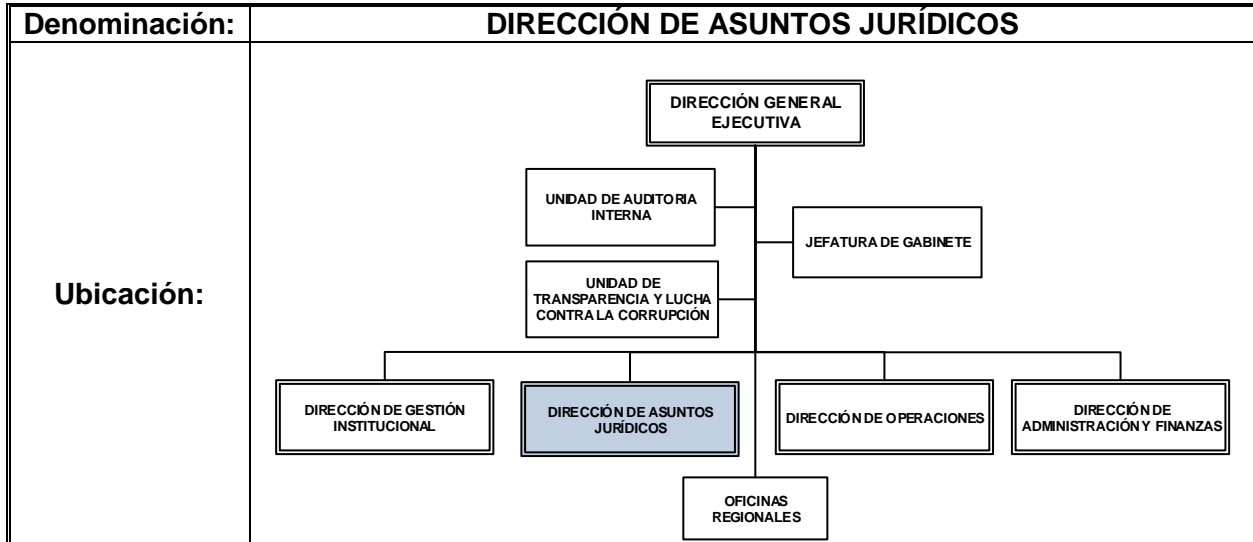 Denominación:
DIRECCIÓN DE ASUNTOS JURÍDICOS
Ubicación:
DIRECCIÓN GENERAL
EJECUTIVA
UNIDAD DE AUDITORIA
INTERNA
JEFATURA DE GABINETE
UNIDAD DE
TRANSPARENCIA Y LUCHA
CONTRA LA CORRUPCIÓN
DIRECCIÓN DE GESTIÓN
INSTITUCIONAL
DIRECCIÓN DE ASUNTOS
JURÍDICOS
DIRECCIÓN DE OPERACIONES
DIRECCIÓN DE
ADMINISTRACIÓN Y FINANZAS
OFICINAS
REGIONALES